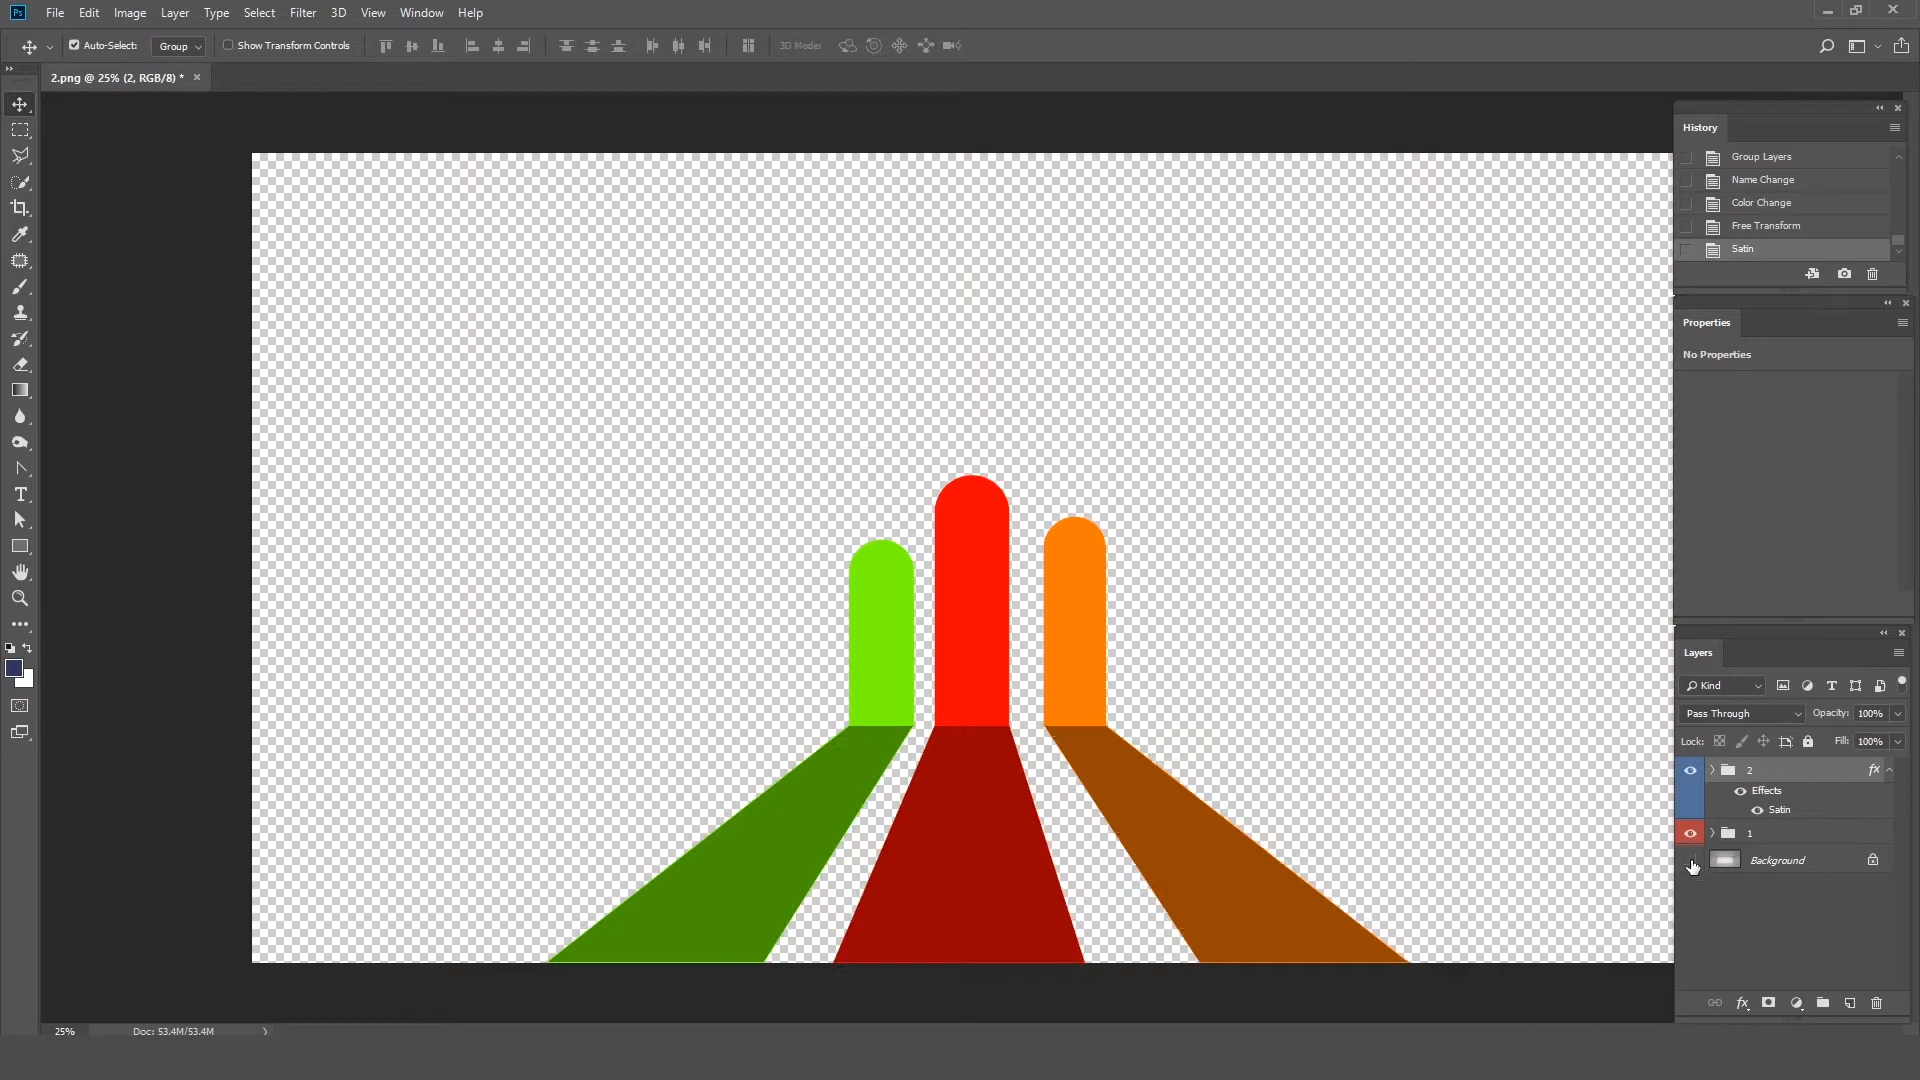 Ps File Edit Image Layer Type Select Filter 3D View Window Help
Auto-Select: Group Show Transform Controls 3D Mode:
2.png @ 25% (2, RGB/8) *
History
Group Layers
Name Change
Color Change
Free Transform
Satin
Properties
No Properties
Layers
Kind
Pass Through Opacity: 100%
Lock: Fill: 100%
2 fx
Effects
Satin
1
Background
fx
25% Doc: 53.4M/53.4M